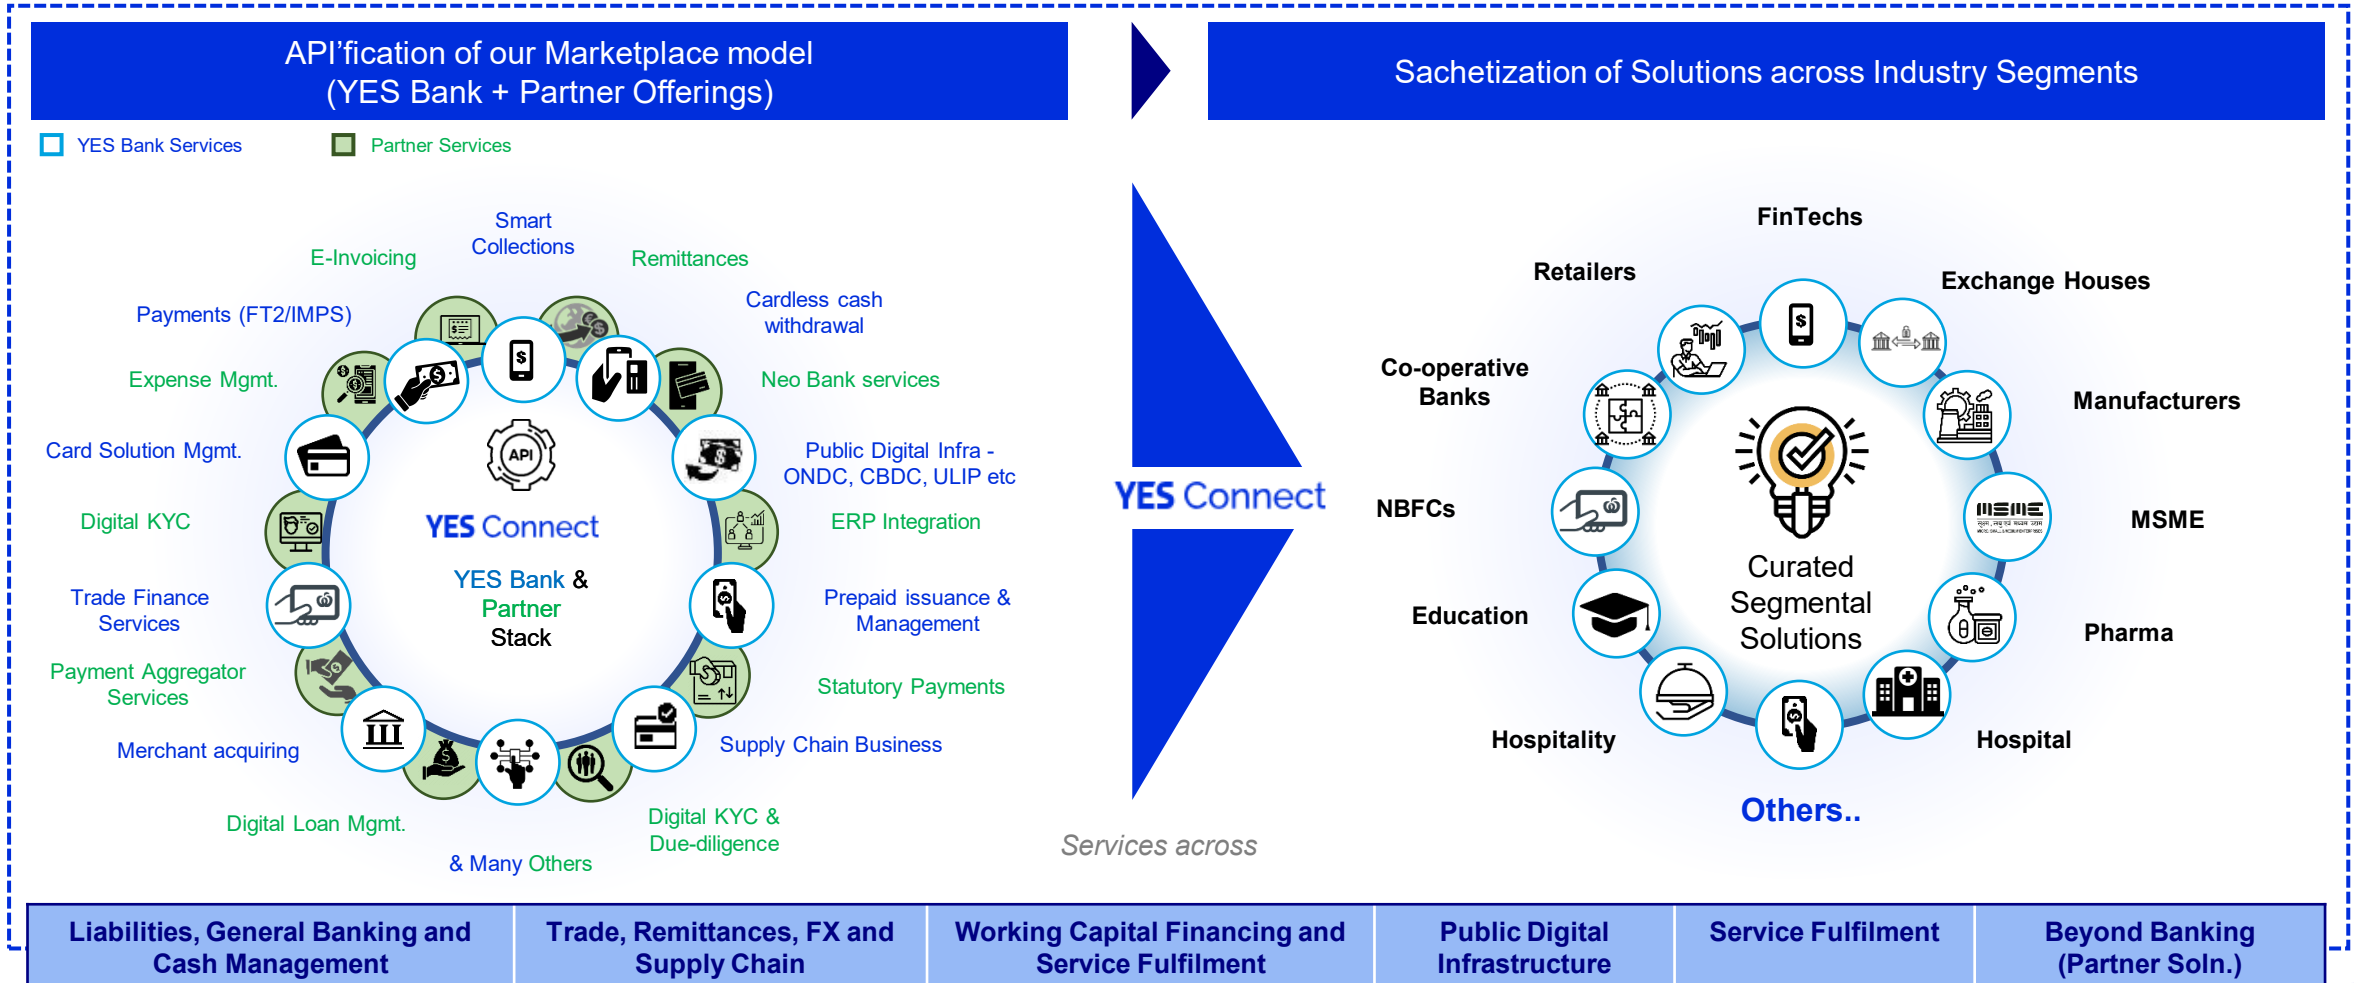 API'fication of our Marketplace model
(YES Bank + Partner Offerings)
Sachetization of Solutions across Industry Segments
YES Bank Services
Partner Services
Smart
Collections
E-Invoicing
Remittances
Payments (FT2/IMPS)
Cardless cash
withdrawal
Expense Mgmt.
Neo Bank services
Card Solution Mgmt.
Public Digital Infra -
ONDC, CBDC, ULIP etc
Digital KYC
ERP Integration
Trade Finance
Services
Prepaid issuance &
Management
Payment Aggregator
Services
Statutory Payments
Merchant acquiring
Supply Chain Business
Digital Loan Mgmt.
Digital KYC &
Due-diligence
& Many Others
API
YES Connect
YES Bank &
Partner
Stack
YES Connect
Services across
FinTechs
Retailers
Exchange Houses
Co-operative
Banks
Manufacturers
NBFCs
MSME
MSME
Education
Pharma
Hospitality
Hospital
Others..
Curated
Segmental
Solutions
Liabilities, General Banking and
Cash Management
Trade, Remittances, FX and
Supply Chain
Working Capital Financing and
Service Fulfilment
Public Digital
Infrastructure
Service Fulfilment
Beyond Banking
(Partner Soln.)